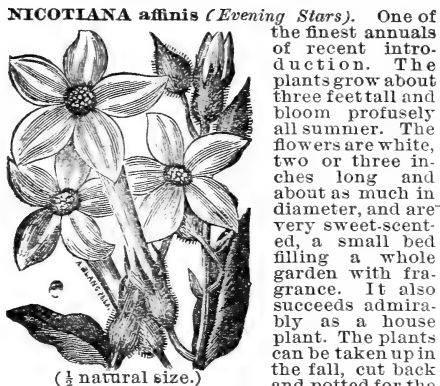 NICOTIANA affinis (Evening Stars). One of
the finest annuals
of recent intro-
duction. The
plants grow about
three feet tall and
bloom profusely
all summer. The
flowers are white,
two or three in-
ches long and
about as much in
diameter, and are
very sweet-scent-
ed, a small bed
filling a whole
garden with fra-
grance. It also
succeeds admira-
bly as a house
plant. The plants
can be taken up in
the fall, cut back
and potted for the
A. BLANC PHILA.
(½ natural size.)